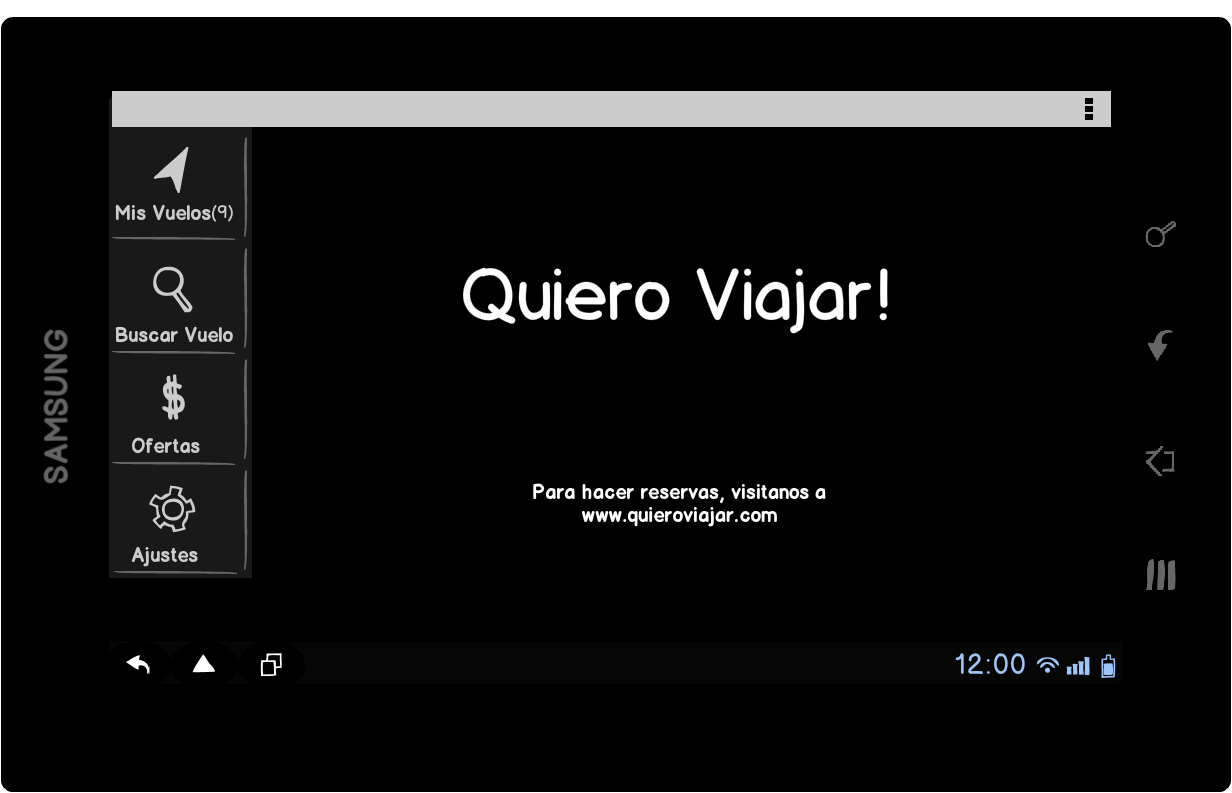 SAMSUNG
Mis Vuelos(9)
Buscar Vuelo
$
Ofertas
Ajustes
Quiero Viajar!
Para hacer reservas, visitanos a
www.quieroviajar.com
12:00